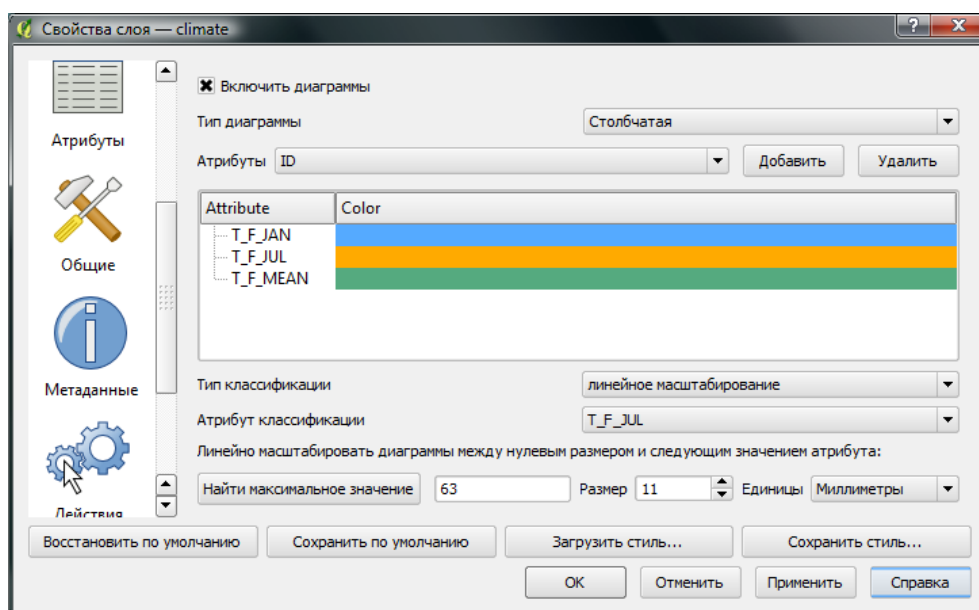 Свойства слоя — climate
Атрибуты
Общие
Метаданные
Действия
Включить диаграммы
Тип диаграммы Столбчатая
Атрибуты ID Добавить Удалить
Attribute Color
T_F_JAN
T_F_JUL
T_F_MEAN
Тип классификации линейное масштабирование
Атрибут классификации T_F_JUL
Линейно масштабировать диаграммы между нулевым размером и следующим значением атрибута:
Найти максимальное значение 63 Размер 11 Единицы Миллиметры
Восстановить по умолчанию Сохранить по умолчанию Загрузить стиль... Сохранить стиль...
OK Отменить Применить Справка